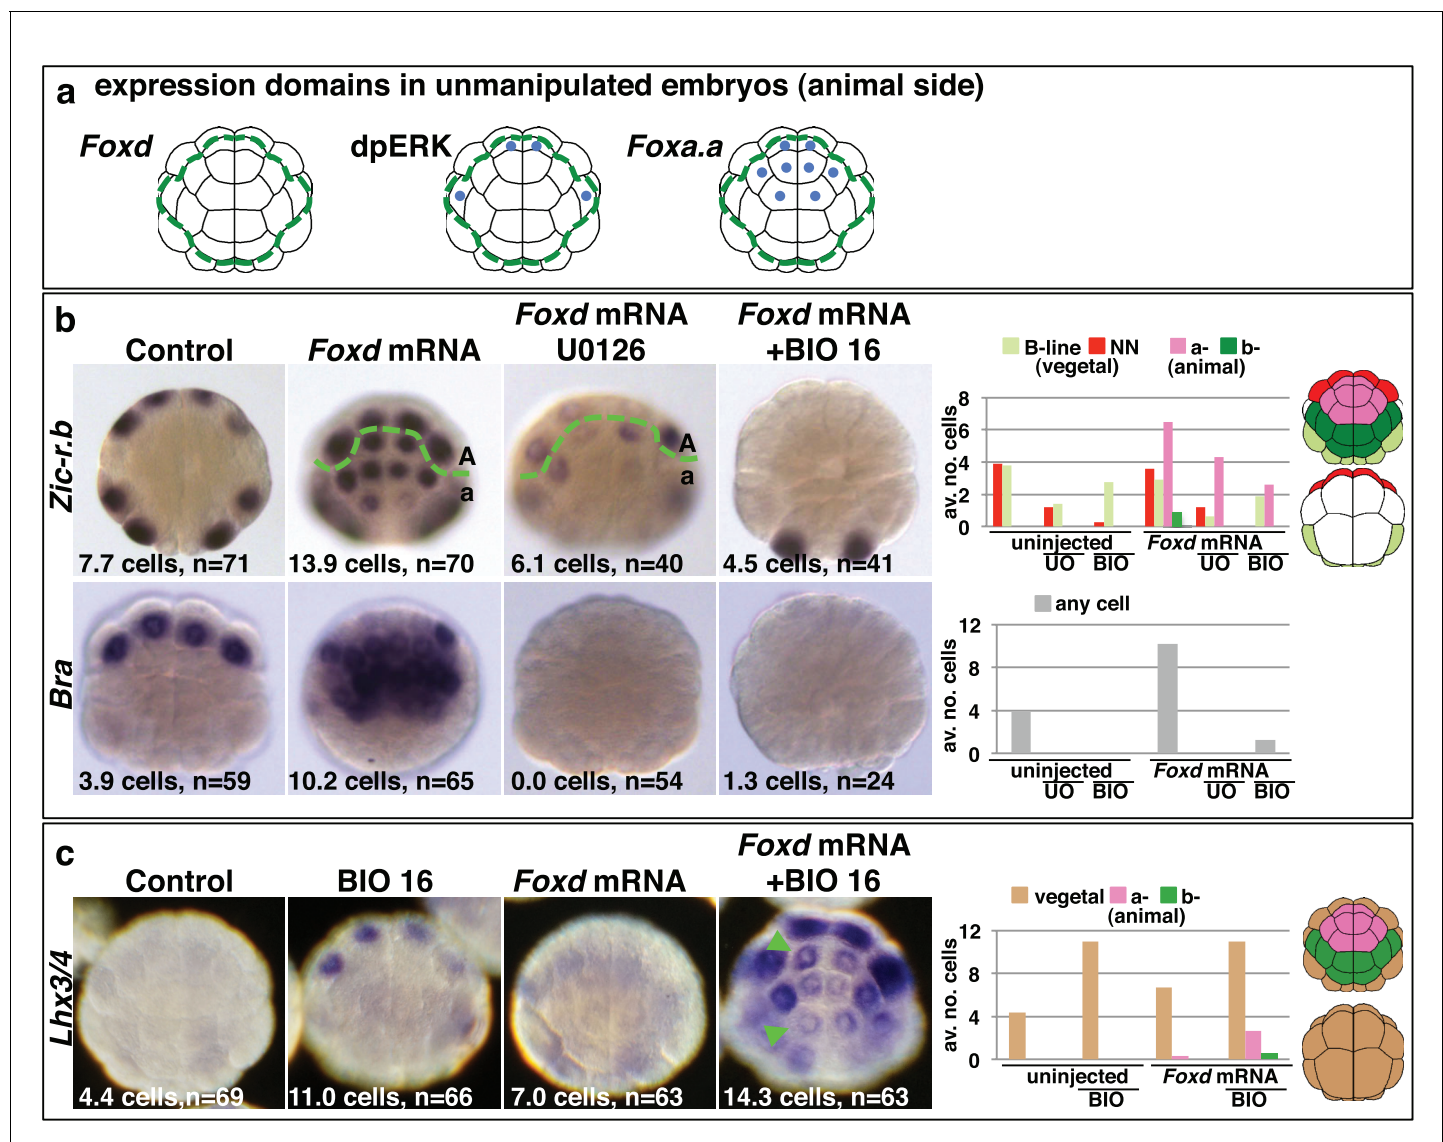 a expression domains in unmanipulated embryos (animal side)
Foxd
dpERK
Foxa.a
b
Control
Foxd mRNA
Foxd mRNA
U0126
Foxd mRNA
+BIO 16
Zic-r.b
7.7 cells, n=71
13.9 cells, n=70
A
a
6.1 cells, n=40
A
a
4.5 cells, n=41
B-line NN
(vegetal)
a- b-
(animal)
av. no. cells
8
6
4
2
0
uninjected
UO BIO
Foxd mRNA
UO BIO
Bra
3.9 cells, n=59
10.2 cells, n=65
0.0 cells, n=54
1.3 cells, n=24
any cell
av. no. cells
12
8
4
0
uninjected
UO BIO
Foxd mRNA
UO BIO
c
Control
BIO 16
Foxd mRNA
Foxd mRNA
+BIO 16
Lhx3/4
4.4 cells,n=69
11.0 cells, n=66
7.0 cells, n=63
14.3 cells, n=63
vegetal a- b-
(animal)
av. no. cells
12
8
4
0
uninjected
BIO
Foxd mRNA
BIO